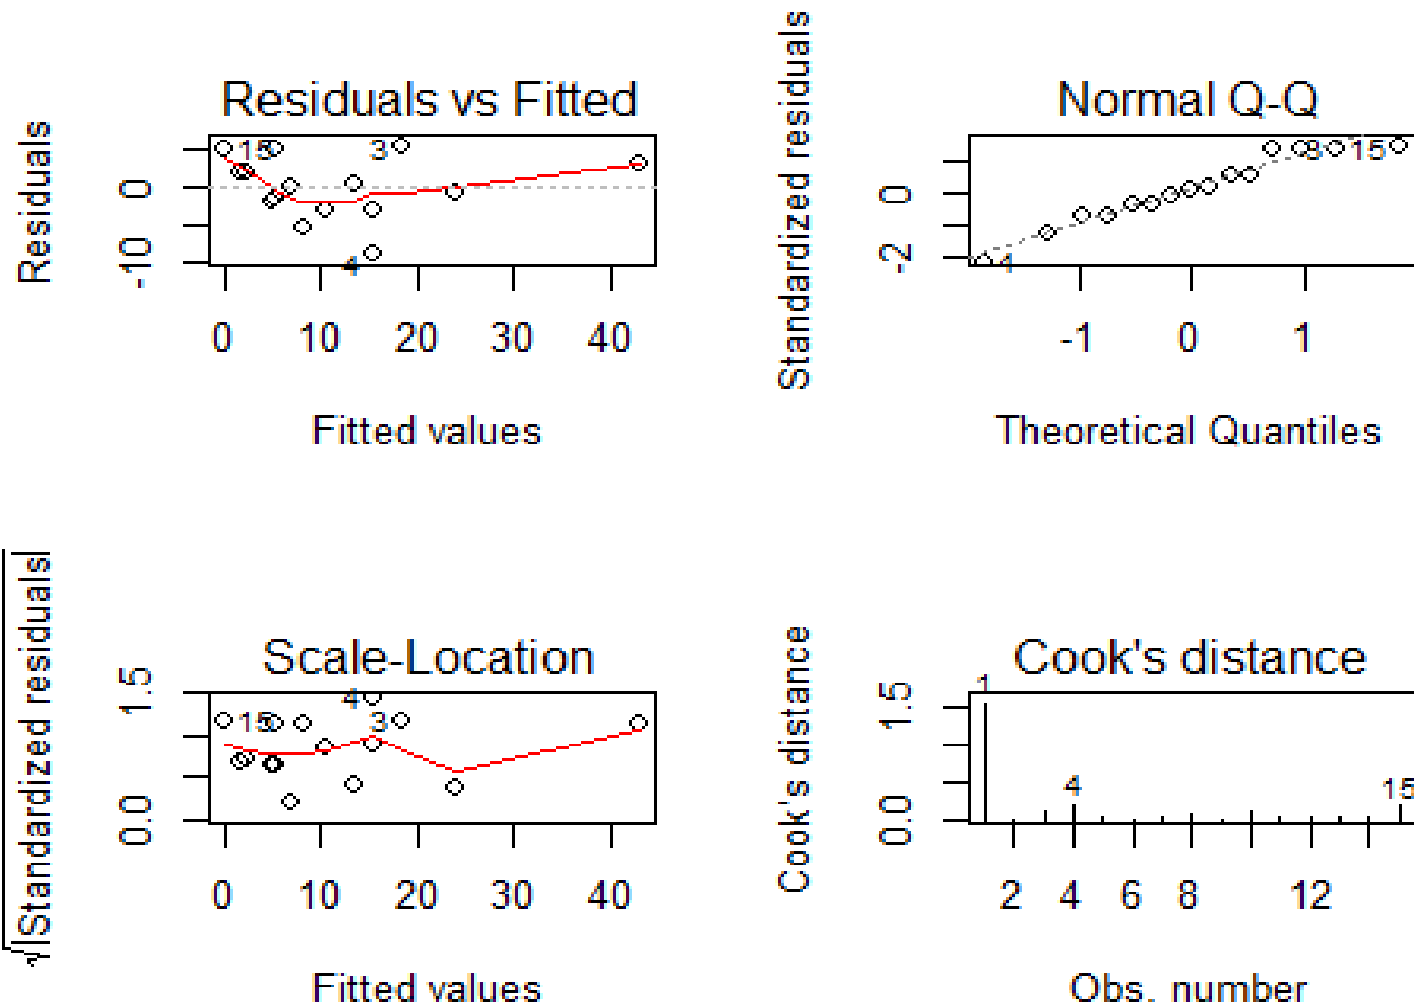 Residuals vs Fitted
Residuals
0
-10
15
3
4
0 10 20 30 40
Fitted values
Normal Q-Q
Standardized residuals
0
-2
8
15
4
-1 0 1
Theoretical Quantiles
Scale-Location
√|Standardized residuals|
1.5
0.0
4
15
3
0 10 20 30 40
Fitted values
Cook's distance
Cook's distance
1.5
0.0
1
4
15
2 4 6 8 12
Obs. number